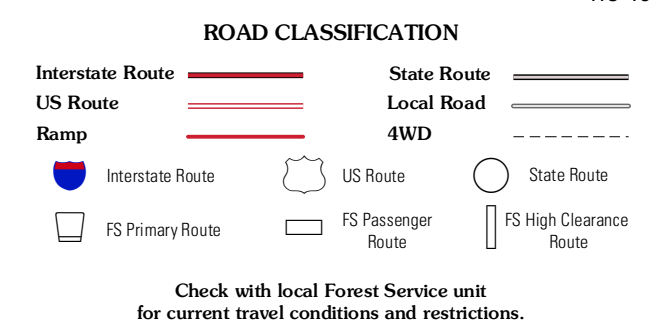 ROAD CLASSIFICATION
Interstate Route
State Route
US Route
Local Road
Ramp
4WD
Interstate Route
US Route
State Route
FS Primary Route
FS Passenger
Route
FS High Clearance
Route
Check with local Forest Service unit
for current travel conditions and restrictions.